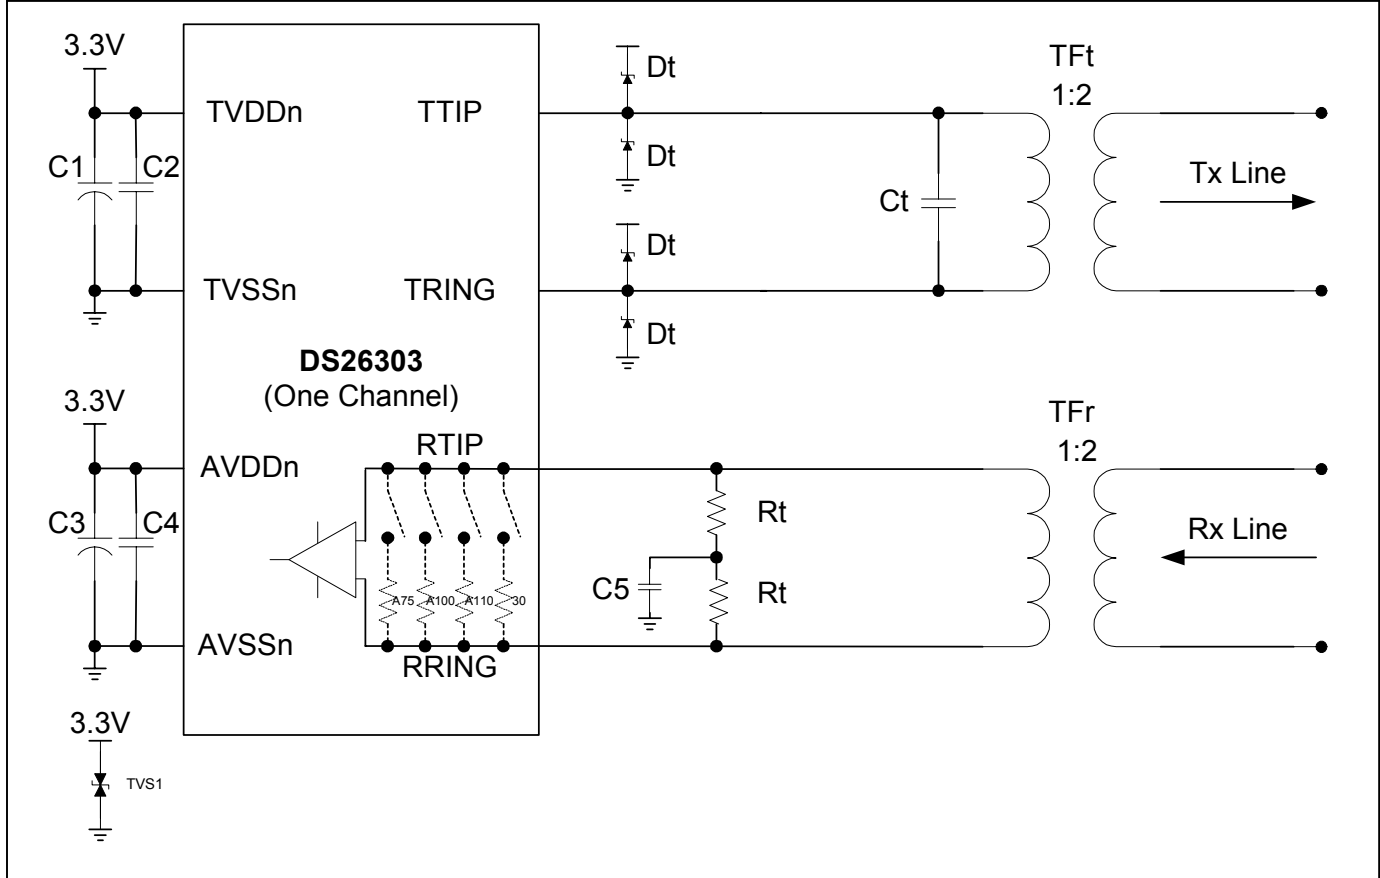 3.3V
TVDDn
TTIP
Dt
TFt
1:2
C1
C2
Dt
Ct
Tx Line
Dt
TVSSn
TRING
Dt
DS26303
(One Channel)
3.3V
TFr
1:2
AVDDn
RTIP
C3
C4
Rt
Rx Line
C5
Rt
A75
A100
A110
30
AVSSn
RRING
3.3V
TVS1